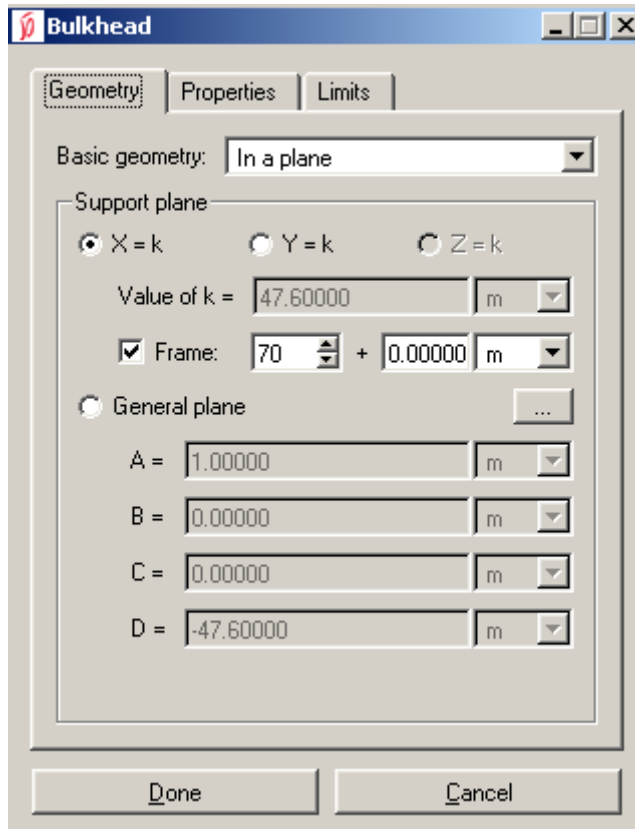 Bulkhead
Geometry Properties Limits
Basic geometry: In a plane
Support plane
X = k Y = k Z = k
Value of k = 47.60000 m
Frame: 70 + 0.00000 m
General plane ...
A = 1.00000 m
B = 0.00000 m
C = 0.00000 m
D = -47.60000 m
Done Cancel